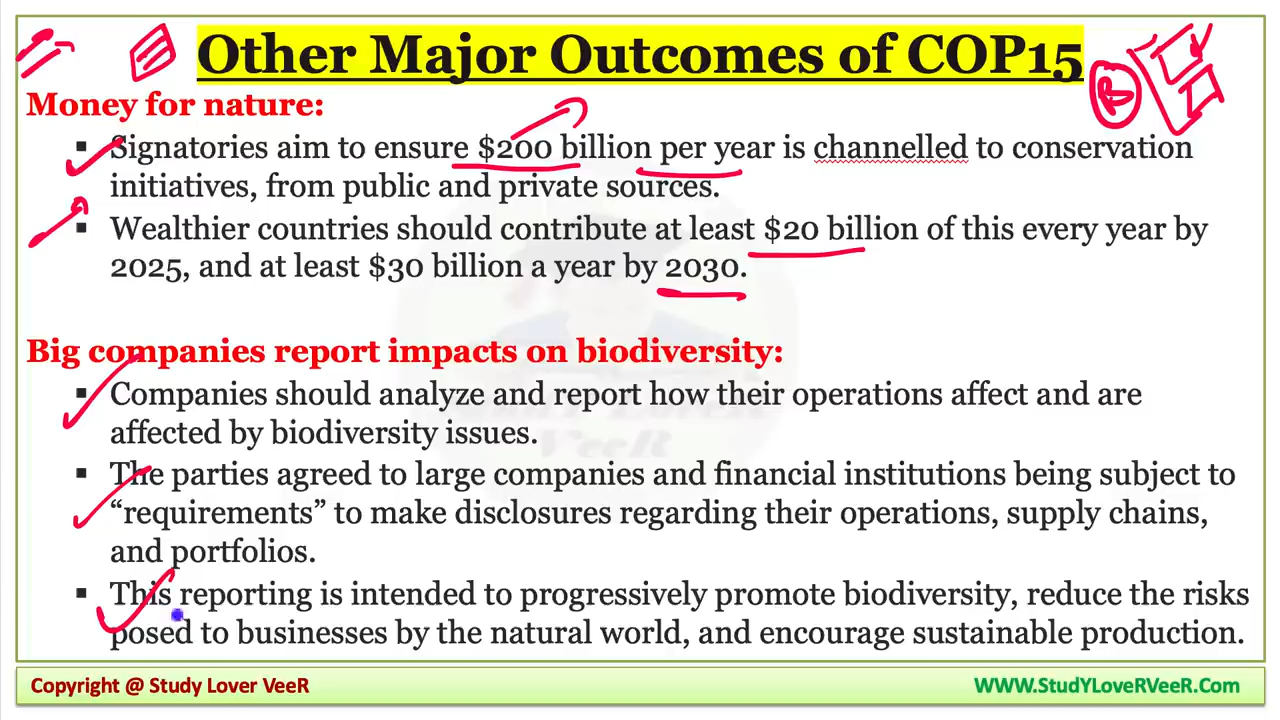 Other Major Outcomes of COP15
Money for nature:
▪ Signatories aim to ensure $200 billion per year is channelled to conservation
initiatives, from public and private sources.
▪ Wealthier countries should contribute at least $20 billion of this every year by
2025, and at least $30 billion a year by 2030.
Big companies report impacts on biodiversity:
▪ Companies should analyze and report how their operations affect and are
affected by biodiversity issues.
▪ The parties agreed to large companies and financial institutions being subject to
“requirements” to make disclosures regarding their operations, supply chains,
and portfolios.
▪ This reporting is intended to progressively promote biodiversity, reduce the risks
posed to businesses by the natural world, and encourage sustainable production.
Copyright @ Study Lover VeeR
WWW.StudYLoveRVeeR.Com